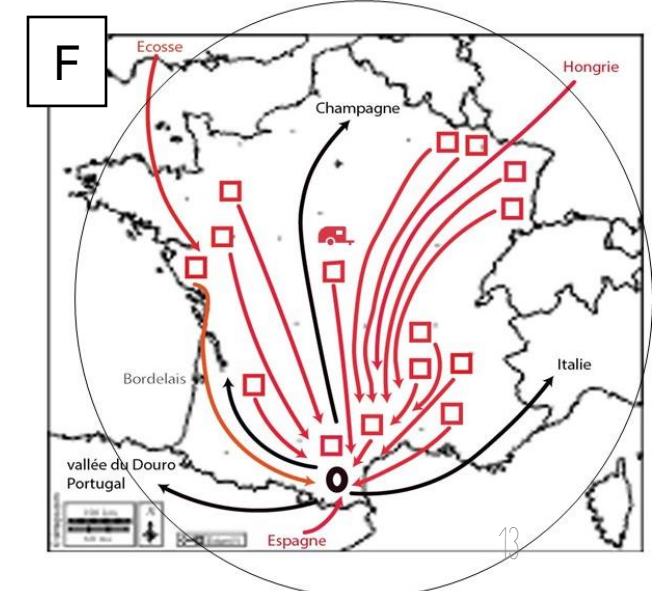 F
Ecosse
Hongrie
Champagne
Bordelais
Italie
vallée du Douro
Portugal
Espagne
13